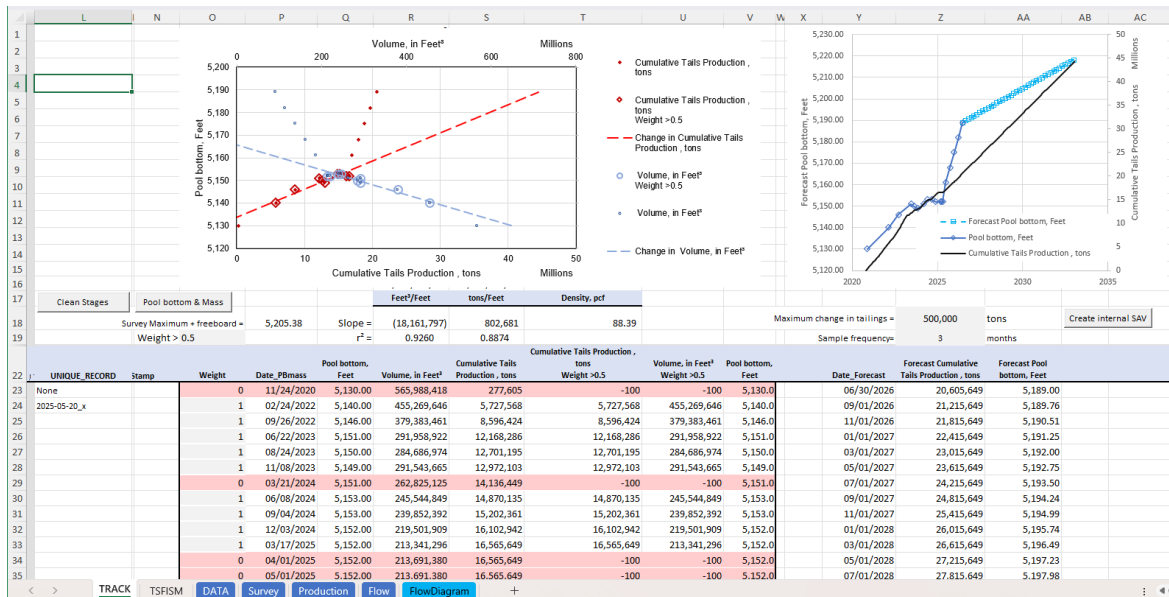 L N O P Q R S T U V W X Y Z AA AB AC
1
2
3
4
5
6
7
8
9
10
11
12
13
14
15
16
Volume, in Feet³ Millions
0 200 400 600 800
5,200
5,190
5,180
5,170
5,160
5,150
5,140
5,130
5,120
Pool bottom, Feet
0 10 20 30 40 50
Cumulative Tails Production , tons Millions
Cumulative Tails Production ,
tons
Cumulative Tails Production ,
tons
Weight >0.5
Change in Cumulative Tails
Production , tons
Volume, in Feet³
Weight >0.5
Volume, in Feet³
Change in Volume, in Feet³
5,230.00
5,220.00
5,210.00
5,200.00
5,190.00
5,180.00
5,170.00
5,160.00
5,150.00
5,140.00
5,130.00
5,120.00
Forecast Pool bottom, Feet
2020 2025 2030 2035
50
45
40
35
30
25
20
15
10
5
0
Millions
Cumulative Tails Production , tons
Forecast Pool bottom, Feet
Pool bottom, Feet
Cumulative Tails Production , tons
17 Clean Stages Pool bottom & Mass Feet³/Feet tons/Feet Density, pcf
18 Survey Maximum + freeboard = 5,205.38 Slope = (18,161,797) 802,681 88.39 Maximum change in tailings = 500,000 tons Create internal SAV
19 Weight > 0.5 r² = 0.9260 0.8874 Sample frequency= 3 months
22 UNIQUE_RECORD Stamp Weight Date_PBmass Pool bottom, Feet Volume, in Feet³ Cumulative Tails Production , tons Cumulative Tails Production , tons Weight >0.5 Volume, in Feet³ Weight >0.5 Pool bottom, Feet Date_Forecast Forecast Cumulative Tails Production , tons Forecast Pool bottom, Feet
23 None 0 11/24/2020 5,130.00 565,988,418 277,605 -100 -100 5,130.0 06/30/2026 20,605,649 5,189.00
24 2025-05-20_x 1 02/24/2022 5,140.00 455,269,646 5,727,568 5,727,568 455,269,646 5,140.0 09/01/2026 21,215,649 5,189.76
25 1 09/26/2022 5,146.00 379,383,461 8,596,424 8,596,424 379,383,461 5,146.0 11/01/2026 21,815,649 5,190.51
26 1 06/22/2023 5,151.00 291,958,922 12,168,286 12,168,286 291,958,922 5,151.0 01/01/2027 22,415,649 5,191.25
27 1 08/24/2023 5,150.00 284,686,974 12,701,195 12,701,195 284,686,974 5,150.0 03/01/2027 23,015,649 5,192.00
28 1 11/08/2023 5,149.00 291,543,665 12,972,103 12,972,103 291,543,665 5,149.0 05/01/2027 23,615,649 5,192.75
29 0 03/21/2024 5,151.00 262,825,125 14,136,449 -100 -100 5,151.0 07/01/2027 24,215,649 5,193.50
30 1 06/08/2024 5,153.00 245,544,849 14,870,135 14,870,135 245,544,849 5,153.0 09/01/2027 24,815,649 5,194.24
31 1 09/04/2024 5,153.00 239,852,392 15,202,361 15,202,361 239,852,392 5,153.0 11/01/2027 25,415,649 5,194.99
32 1 12/03/2024 5,152.00 219,501,909 16,102,942 16,102,942 219,501,909 5,152.0 01/01/2028 26,015,649 5,195.74
33 1 03/17/2025 5,152.00 213,341,296 16,565,649 16,565,649 213,341,296 5,152.0 03/01/2028 26,615,649 5,196.49
34 0 04/01/2025 5,152.00 213,691,380 16,565,649 -100 -100 5,152.0 05/01/2028 27,215,649 5,197.23
35 0 05/01/2025 5,152.00 213,691,380 16,565,649 -100 -100 5,152.0 07/01/2028 27,815,649 5,197.98
TRACK TSFISM DATA Survey Production Flow FlowDiagram +